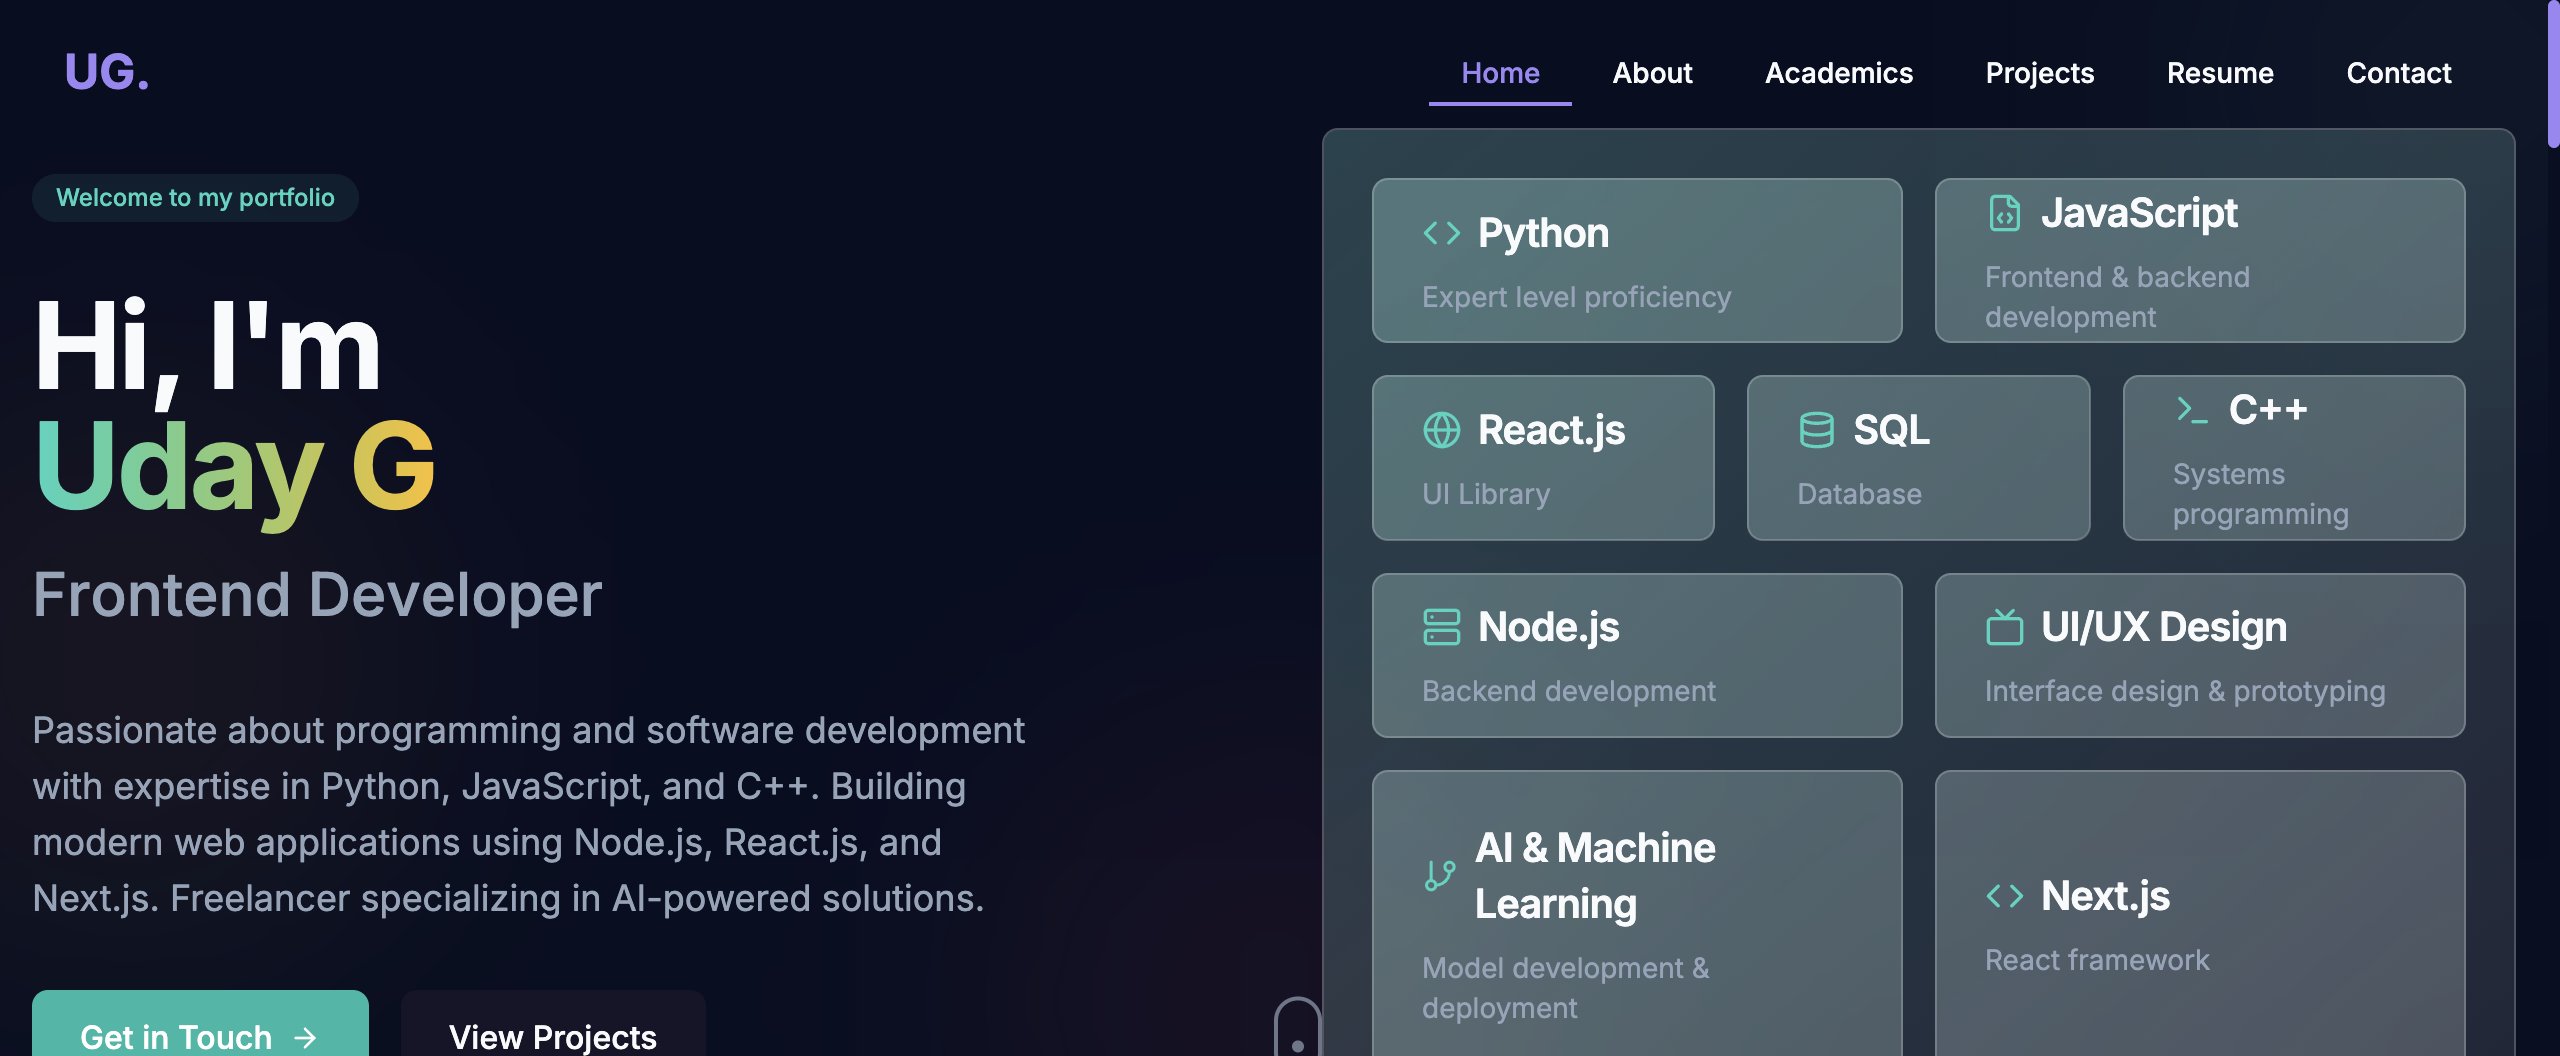 UG.
Home
About
Academics
Projects
Resume
Contact
Welcome to my portfolio
Hi, I'm
Uday G
Frontend Developer
Passionate about programming and software development
with expertise in Python, JavaScript, and C++. Building
modern web applications using Node.js, React.js, and
Next.js. Freelancer specializing in AI-powered solutions.
Get in Touch
View Projects
Python
Expert level proficiency
JavaScript
Frontend & backend
development
React.js
UI Library
SQL
Database
C++
Systems
programming
Node.js
Backend development
UI/UX Design
Interface design & prototyping
AI & Machine
Learning
Model development &
deployment
Next.js
React framework